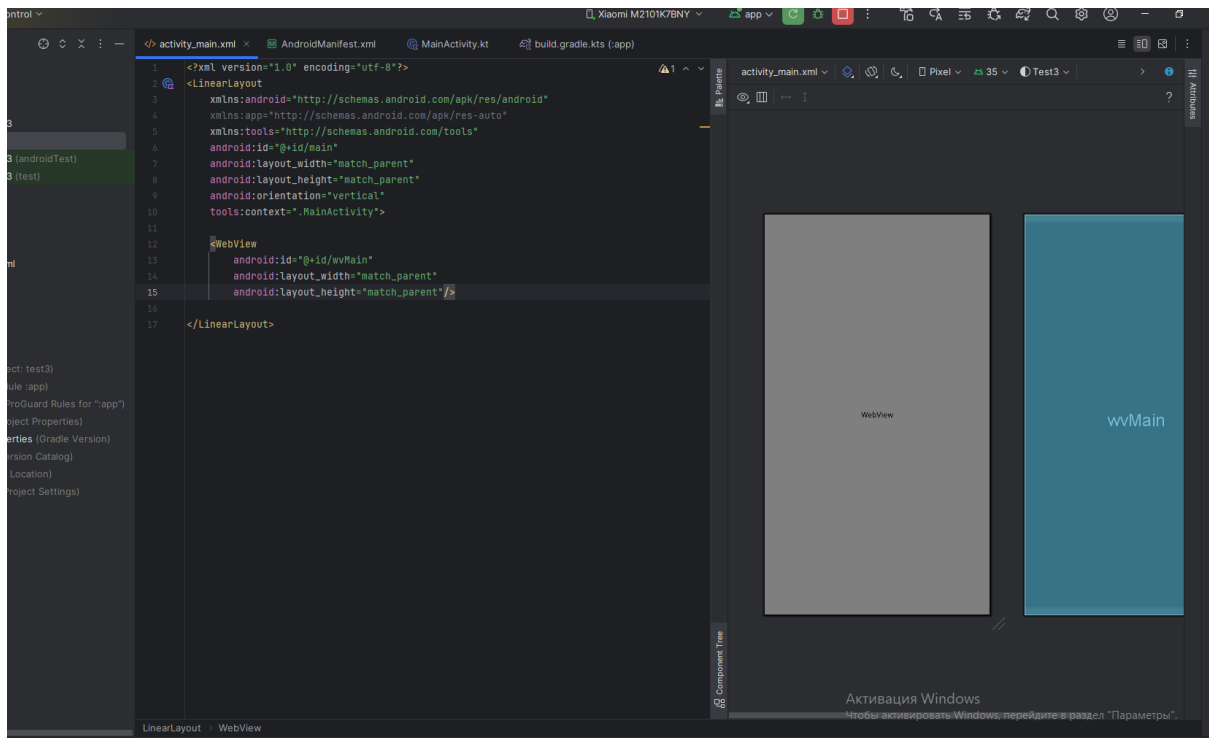 ontrol
Xiaomi M2101K7BNY
app
activity_main.xml
AndroidManifest.xml
MainActivity.kt
build.gradle.kts (:app)
1 <?xml version="1.0" encoding="utf-8"?>
1
2 <LinearLayout
3 xmlns:android="http://schemas.android.com/apk/res/android"
4 xmlns:app="http://schemas.android.com/apk/res-auto"
5 xmlns:tools="http://schemas.android.com/tools"
6 android:id="@+id/main"
7 android:layout_width="match_parent"
8 android:layout_height="match_parent"
9 android:orientation="vertical"
10 tools:context=".MainActivity">
11
12 <WebView
13 android:id="@+id/wvMain"
14 android:layout_width="match_parent"
15 android:layout_height="match_parent"/>
16
17 </LinearLayout>
3
3 (androidTest)
3 (test)
ml
ect: test3)
ule :app)
ProGuard Rules for ":app")
oject Properties)
erties (Gradle Version)
ersion Catalog)
Location)
Project Settings)
Palette
activity_main.xml
Pixel
35
Test3
?
Attributes
WebView
wvMain
Component Tree
Активация Windows
Чтобы активировать Windows, перейдите в раздел "Параметры".
LinearLayout
WebView